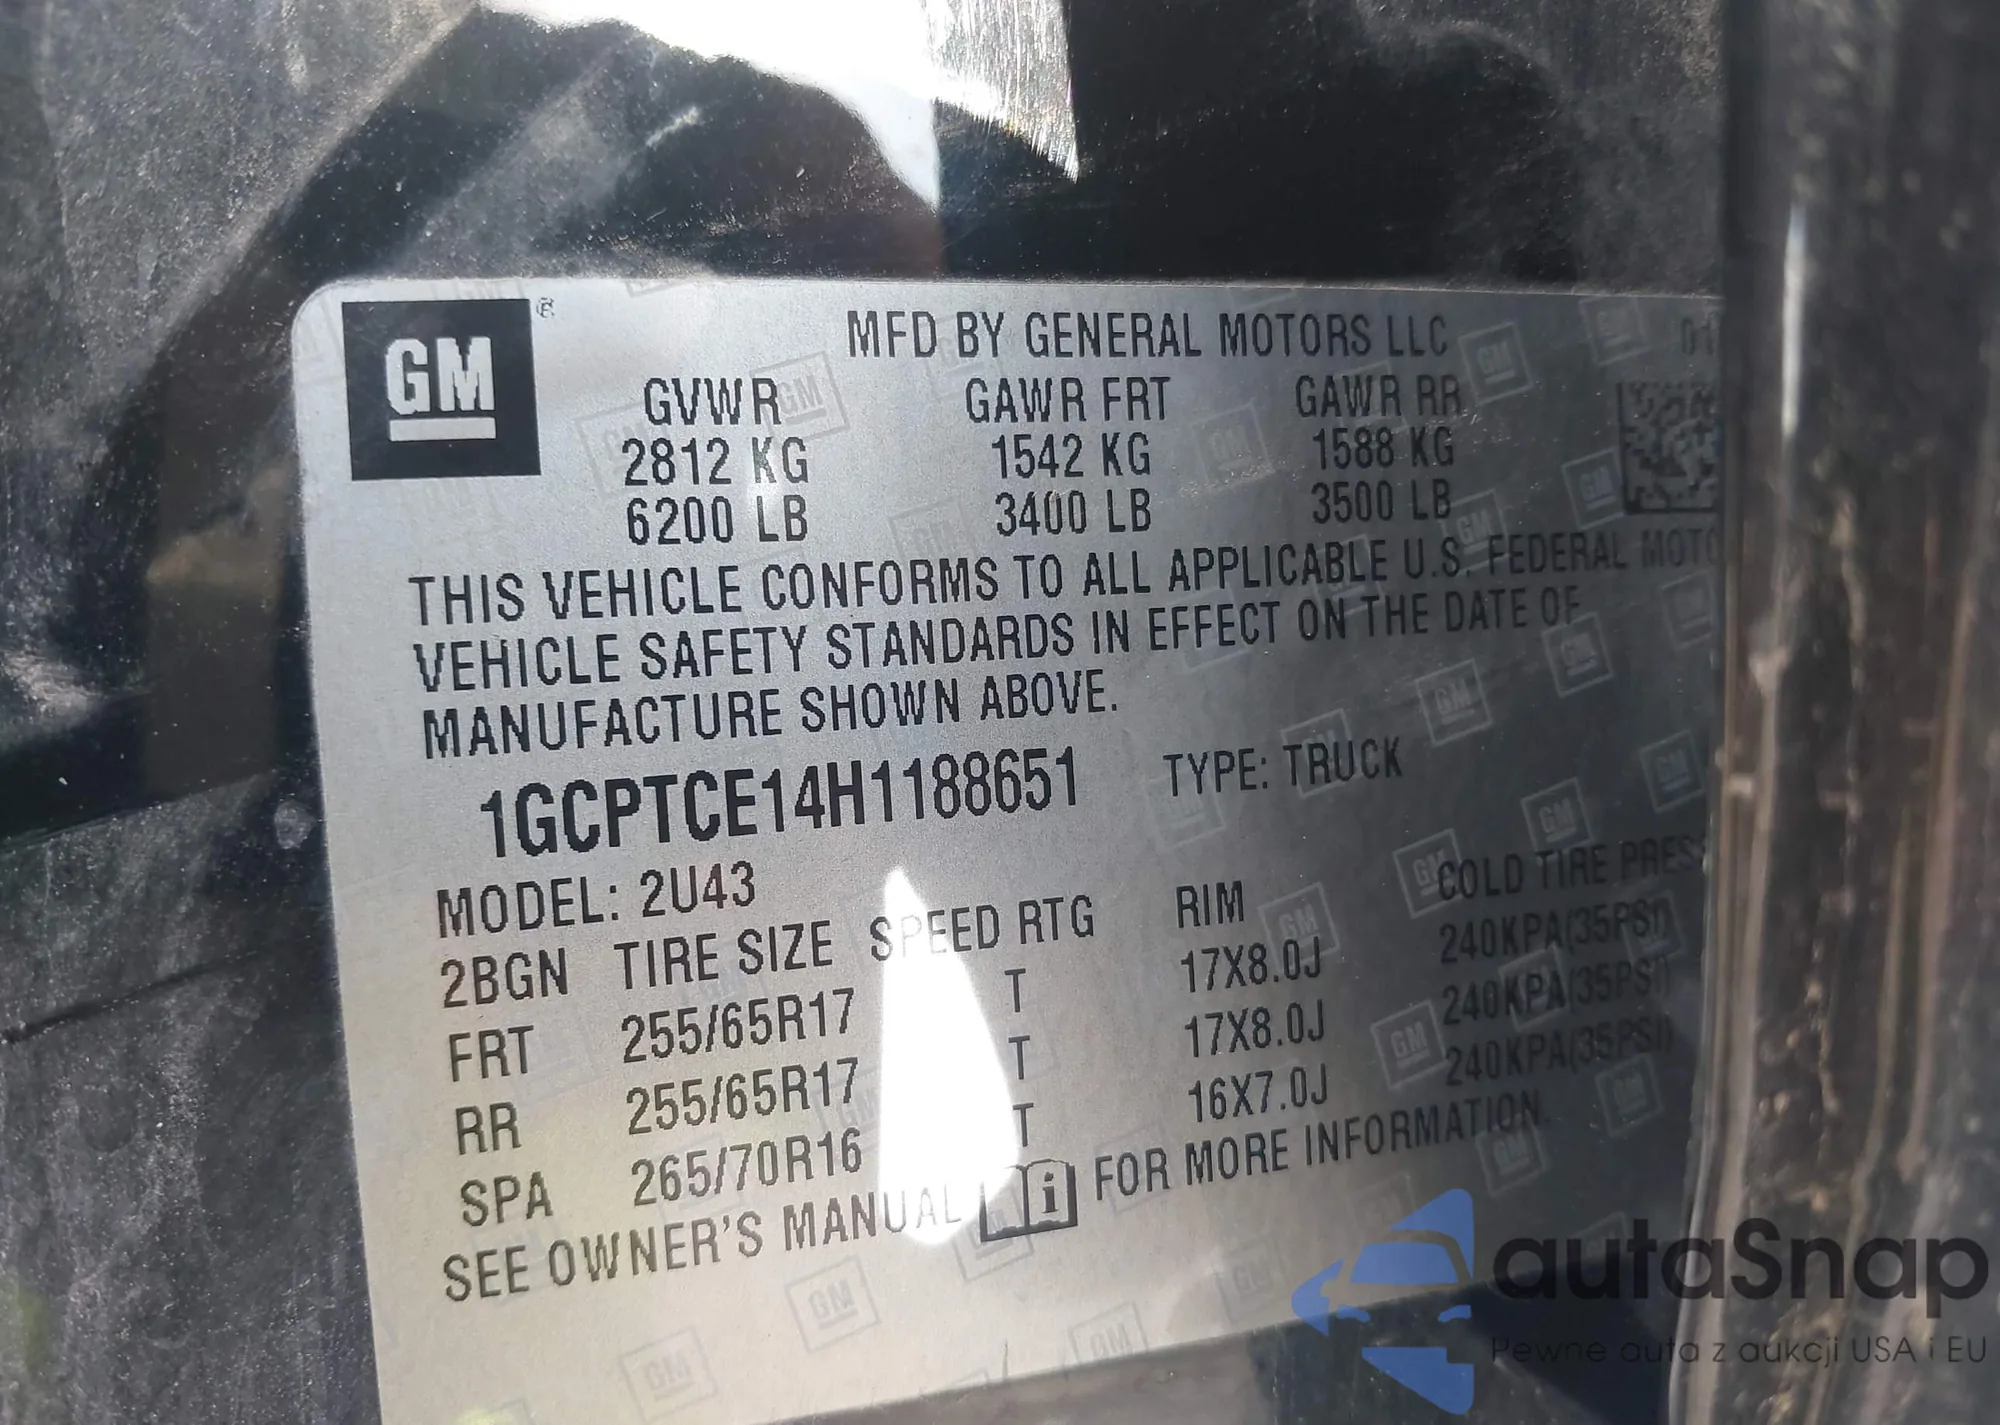 GM ®
MFD BY GENERAL MOTORS LLC 01
GVWR GAWR FRT GAWR RR
2812 KG 1542 KG 1588 KG
6200 LB 3400 LB 3500 LB
THIS VEHICLE CONFORMS TO ALL APPLICABLE U.S. FEDERAL MOTO
VEHICLE SAFETY STANDARDS IN EFFECT ON THE DATE OF
MANUFACTURE SHOWN ABOVE.
1GCPTCE14H1188651 TYPE: TRUCK
MODEL: 2U43
2BGN TIRE SIZE SPEED RTG RIM COLD TIRE PRES
FRT 255/65R17 T 17X8.0J 240KPA(35PSI)
RR 255/65R17 T 17X8.0J 240KPA(35PSI)
SPA 265/70R16 T 16X7.0J 240KPA(35PSI)
SEE OWNER'S MANUAL i FOR MORE INFORMATION.
autaSnap
Pewne auta z aukcji USA i EU